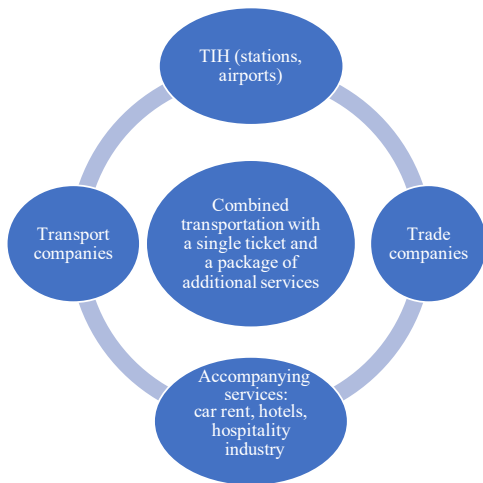 TIH (stations,
airports)
Transport
companies
Combined
transportation with
a single ticket and
a package of
additional services
Trade
companies
Accompanying
services:
car rent, hotels,
hospitality
industry